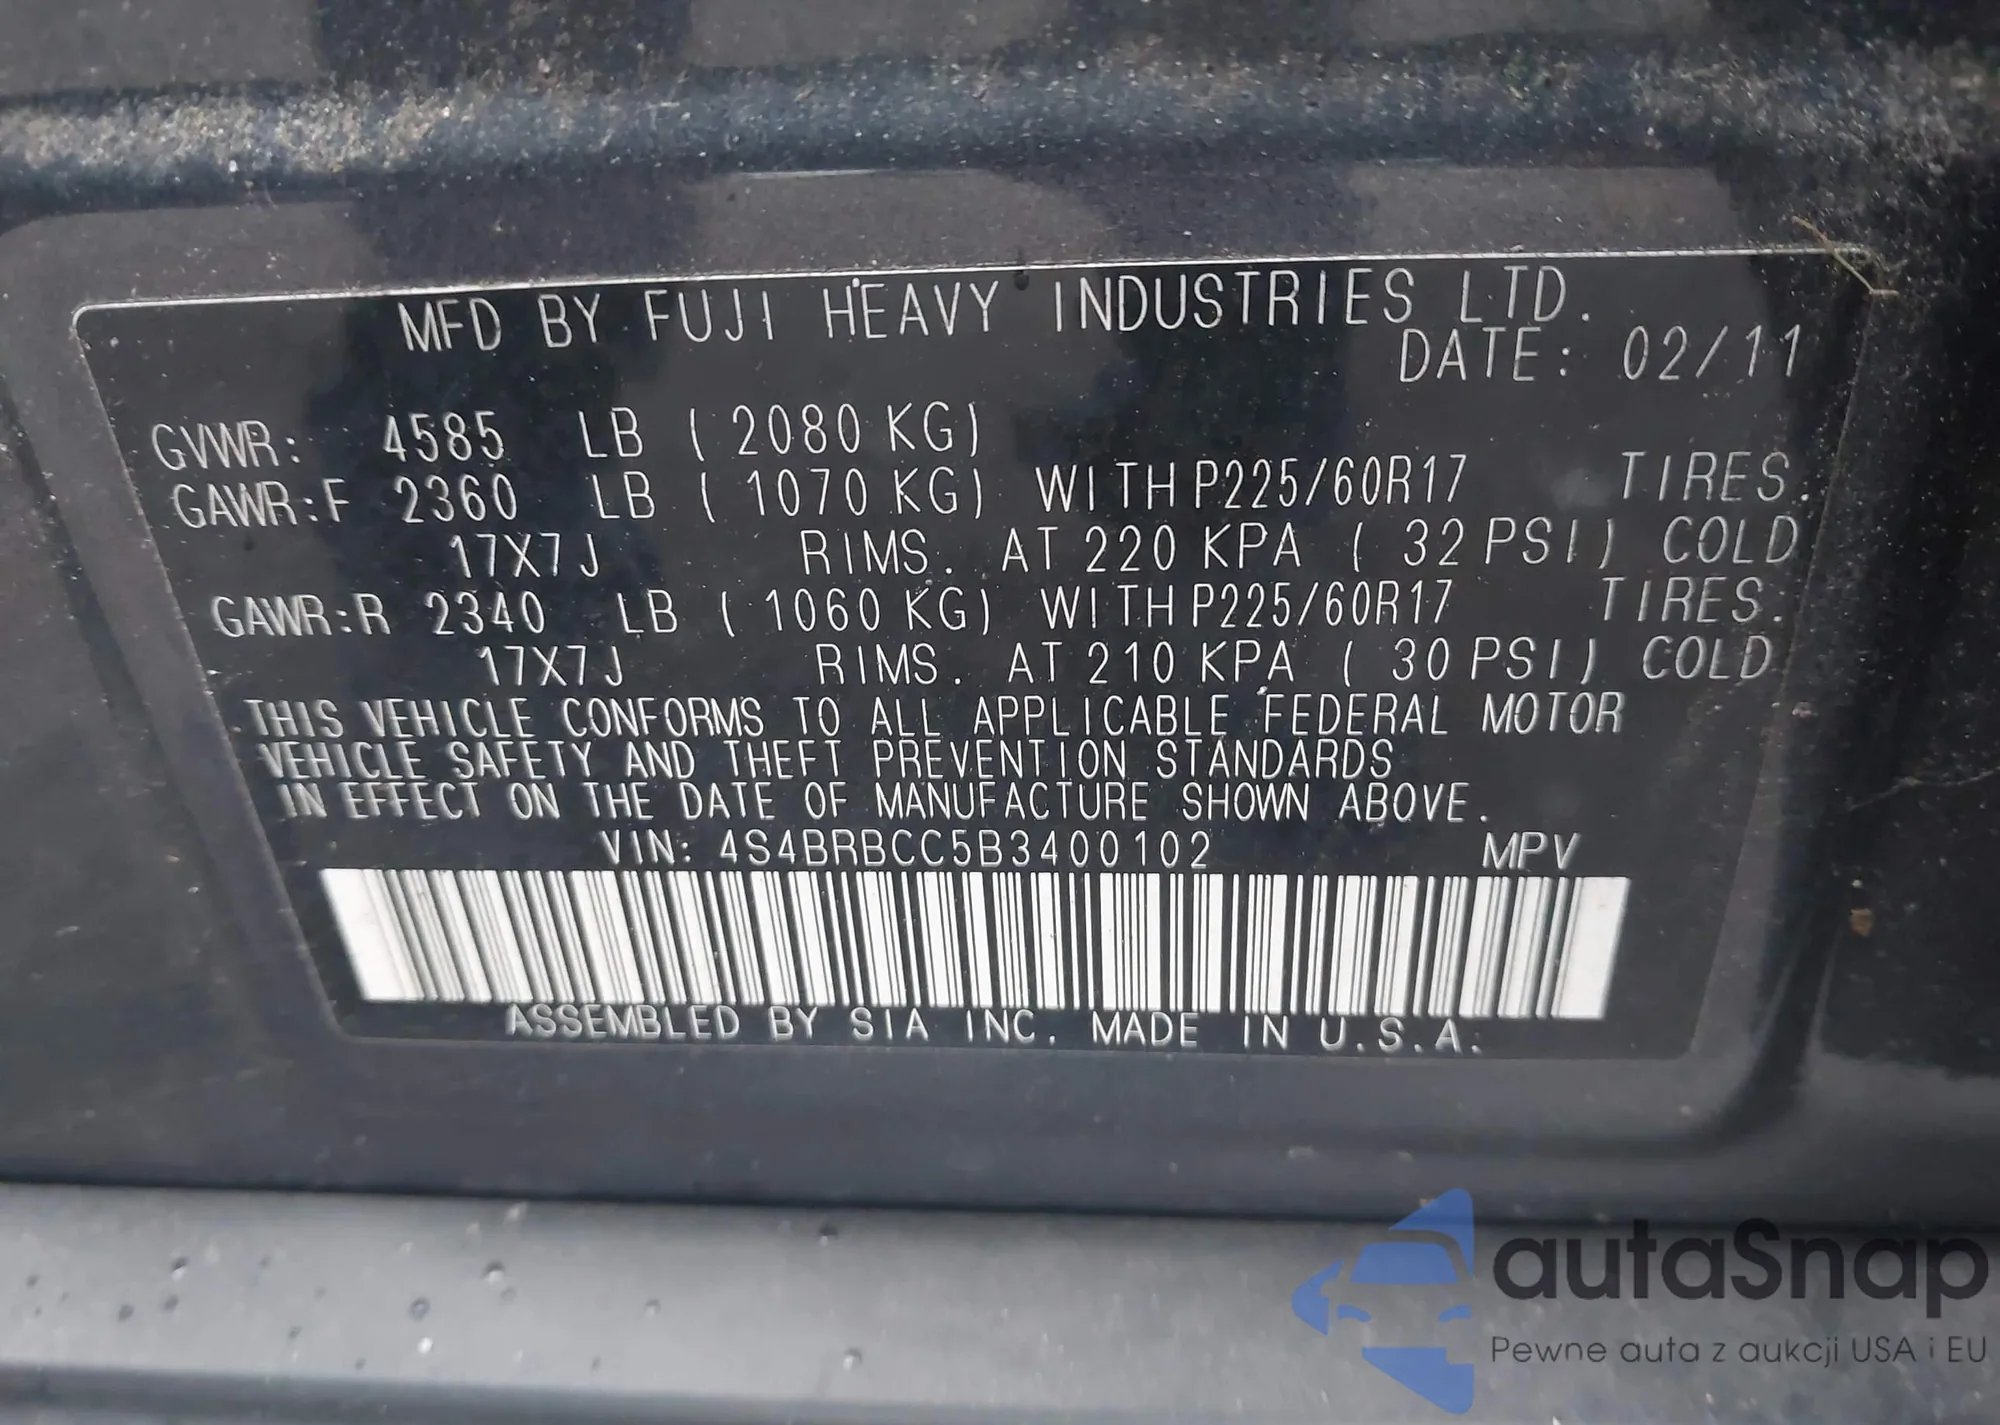 MFD BY FUJI HEAVY INDUSTRIES LTD.
DATE: 02/11
GVWR: 4585 LB ( 2080 KG)
GAWR:F 2360 LB ( 1070 KG) WITH P225/60R17 TIRES.
17X7J RIMS. AT 220 KPA ( 32 PSI) COLD
GAWR:R 2340 LB ( 1060 KG) WITH P225/60R17 TIRES.
17X7J RIMS. AT 210 KPA ( 30 PSI) COLD
THIS VEHICLE CONFORMS TO ALL APPLICABLE FEDERAL MOTOR
VEHICLE SAFETY AND THEFT PREVENTION STANDARDS
IN EFFECT ON THE DATE OF MANUFACTURE SHOWN ABOVE.
VIN: 4S4BRBCC5B3400102 MPV
ASSEMBLED BY SIA INC. MADE IN U.S.A.
autaSnap
Pewne auta z aukcji USA i EU